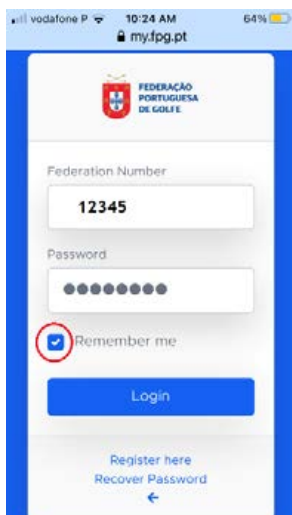 vodafone P 10:24 AM 64%
my.fpg.pt
FEDERAÇÃO
PORTUGUESA
DE GOLFE
Federation Number
12345
Password
Remember me
Login
Register here
Recover Password